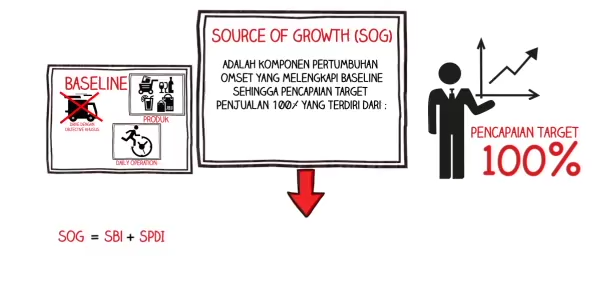 SOURCE OF GROWTH (SOG)
ADALAH KOMPONEN PERTUMBUHAN
OMSET YANG MELENGKAPI BASELINE
SEHINGGA PENCAPAIAN TARGET
PENJUALAN 100% YANG TERDIRI DARI :
BASELINE
PRODUK
DAILY OPERATION
PENCAPAIAN TARGET
100%
SOG = SBI + SPDI